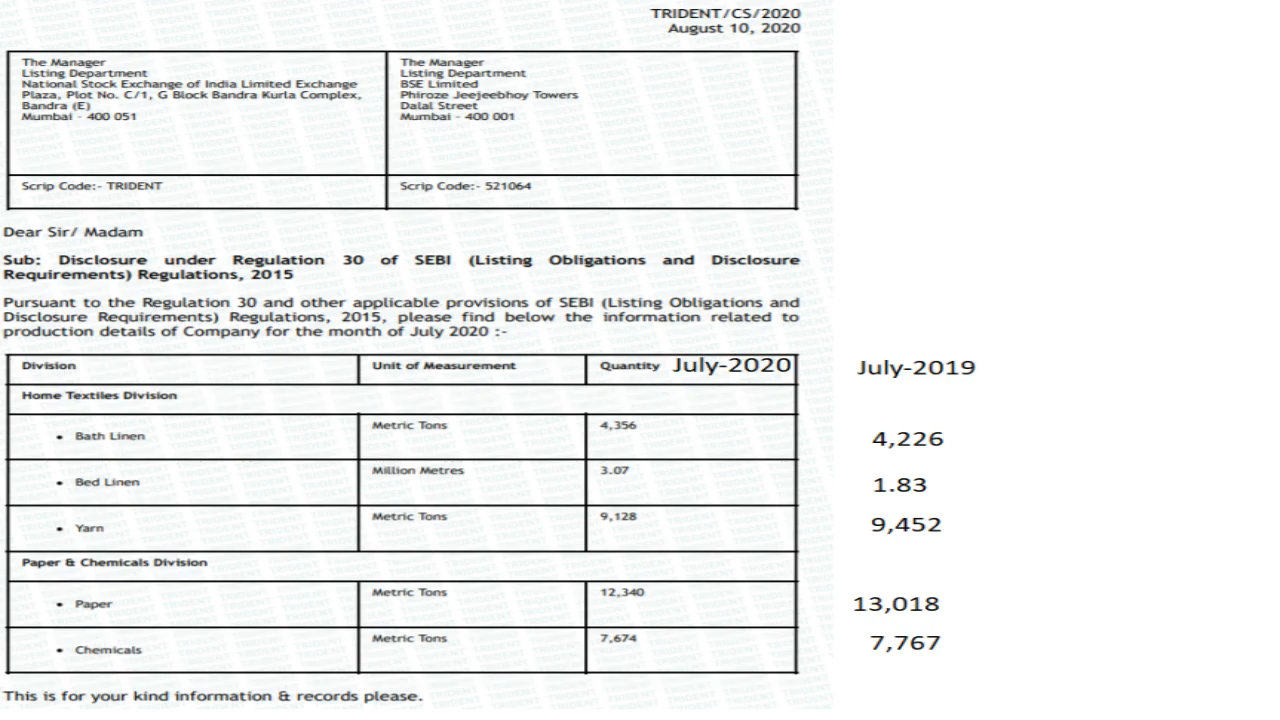 TRIDENT/CS/2020
August 10, 2020
The Manager
Listing Department
National Stock Exchange of India Limited Exchange
Plaza, Plot No. C/1, G Block Bandra Kurla Complex,
Bandra (E)
Mumbai - 400 051
The Manager
Listing Department
BSE Limited
Phiroze Jeejeebhoy Towers
Dalal Street
Mumbai - 400 001
Scrip Code:- TRIDENT
Scrip Code:- 521064
Dear Sir/ Madam
Sub: Disclosure under Regulation 30 of SEBI (Listing Obligations and Disclosure
Requirements) Regulations, 2015
Pursuant to the Regulation 30 and other applicable provisions of SEBI (Listing Obligations and
Disclosure Requirements) Regulations, 2015, please find below the information related to
production details of Company for the month of July 2020 :-
Division Unit of Measurement Quantity July-2020 July-2019
Home Textiles Division
• Bath Linen Metric Tons 4,356 4,226
• Bed Linen Million Metres 3.07 1.83
• Yarn Metric Tons 9,128 9,452
Paper & Chemicals Division
• Paper Metric Tons 12,340 13,018
• Chemicals Metric Tons 7,674 7,767
This is for your kind information & records please.